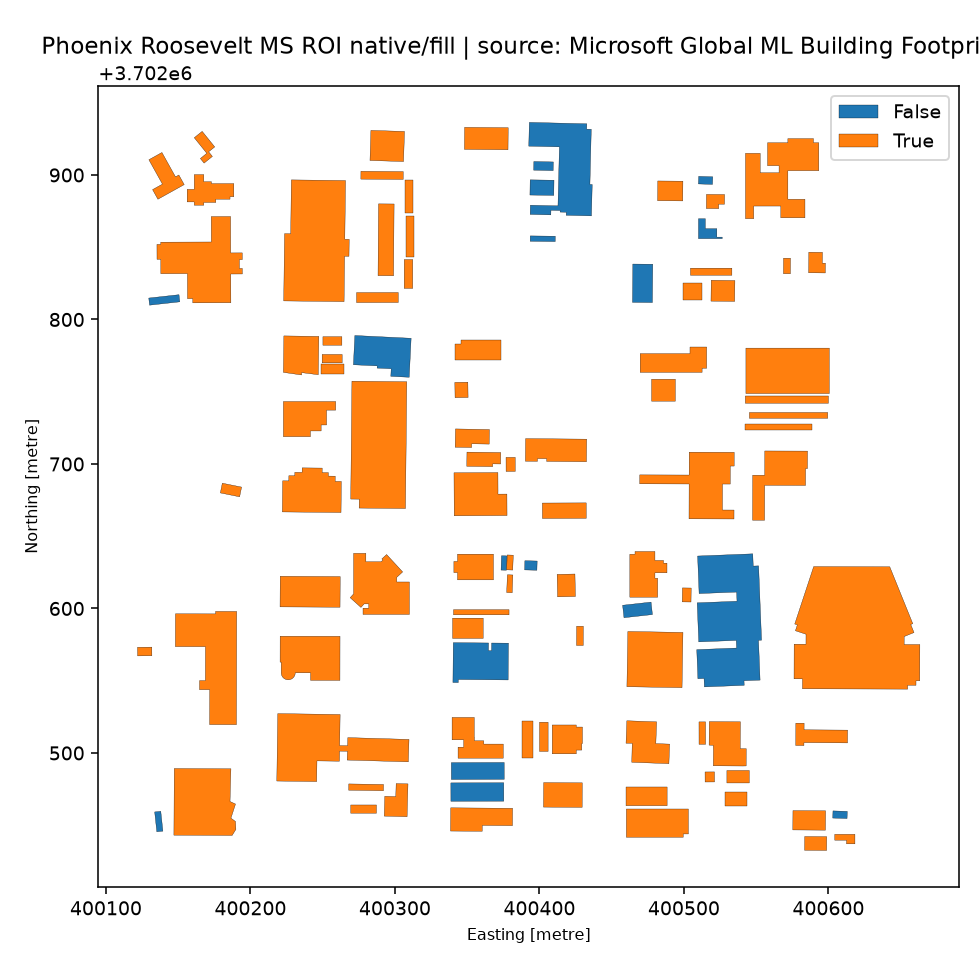 Phoenix Roosevelt MS ROI native/fill | source: Microsoft Global ML Building Footpri
+3.702e6
False
True
900
800
700
600
500
Northing [metre]
400100
400200
400300
400400
400500
400600
Easting [metre]